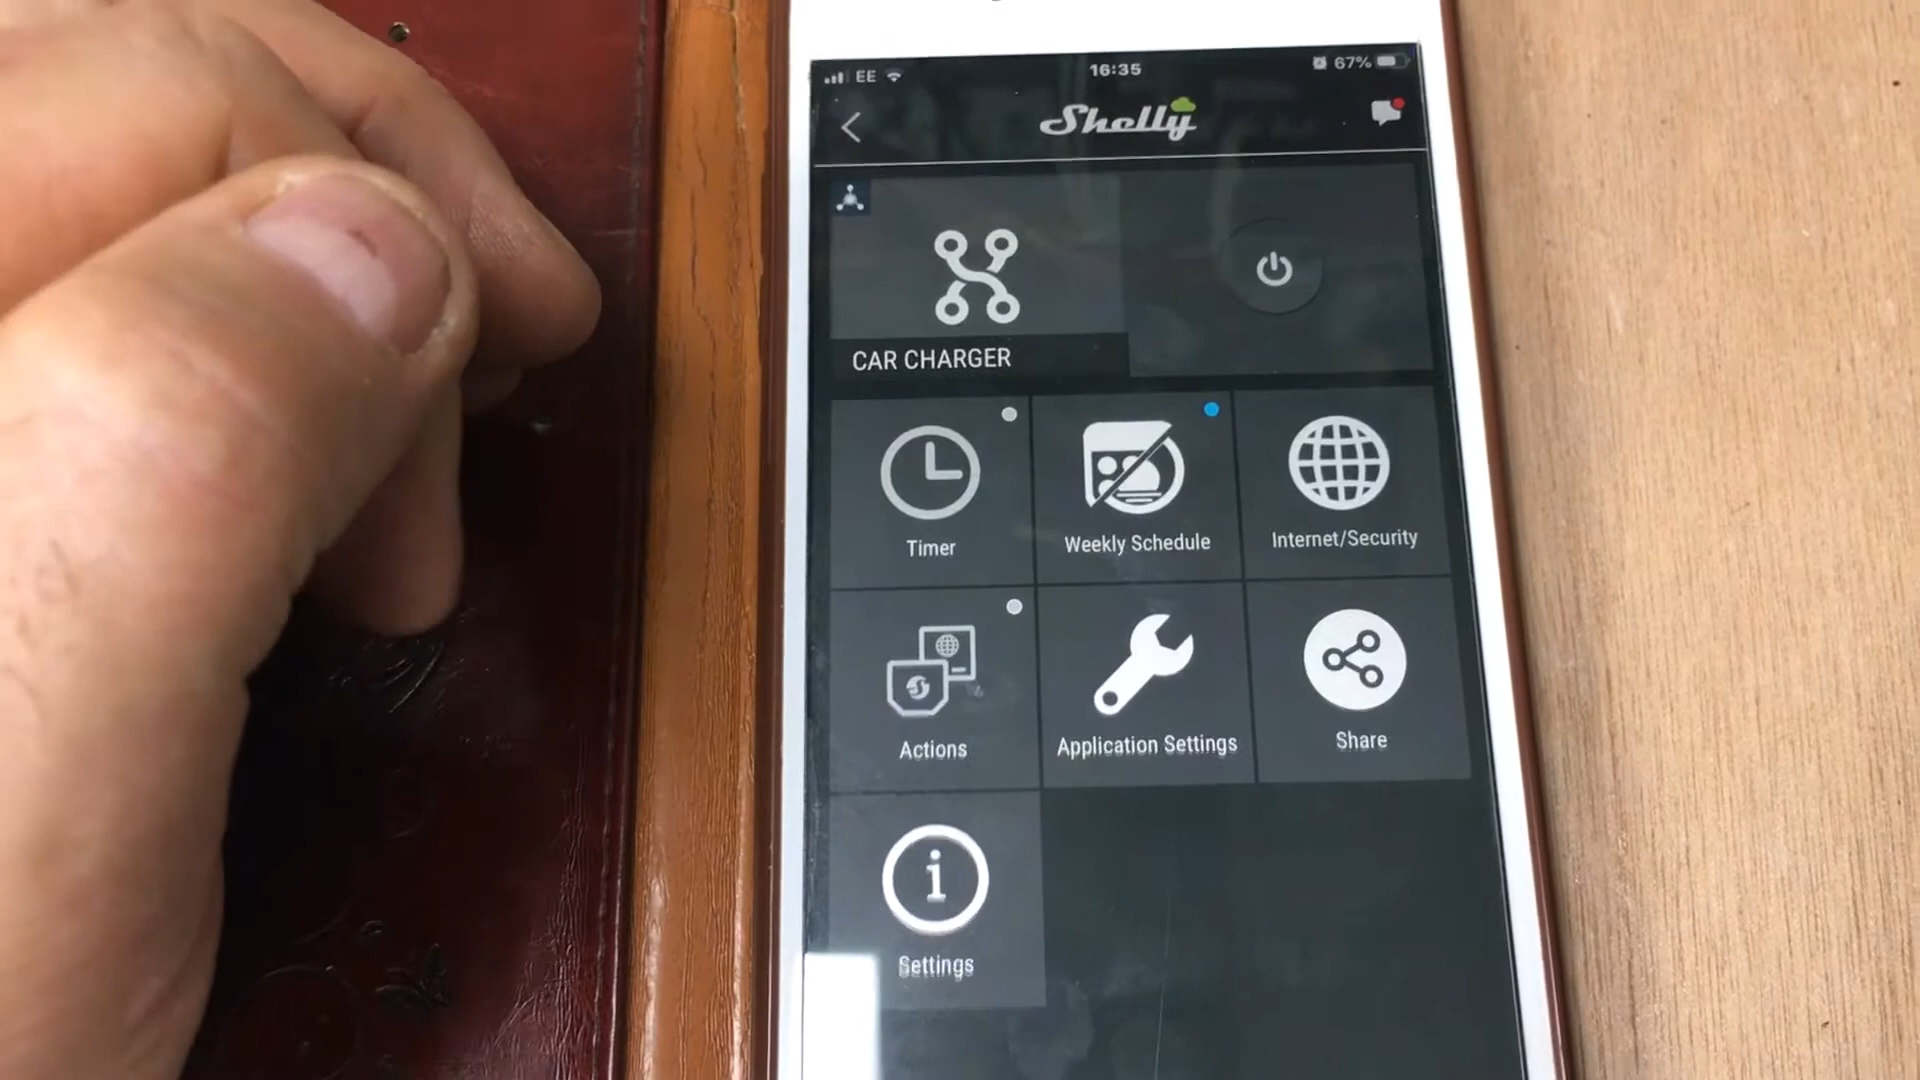 EE 16:35 67%
Shelly
CAR CHARGER
Timer Weekly Schedule Internet/Security
Actions Application Settings Share
Settings